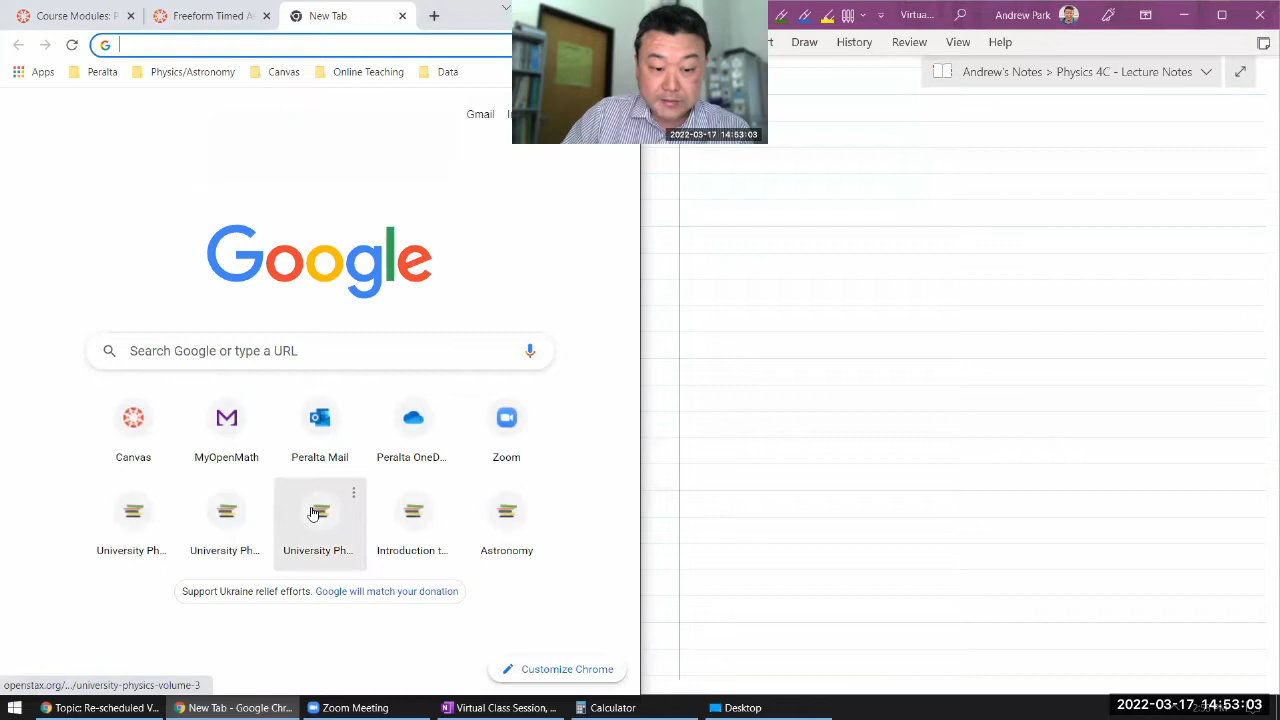 Course Modules: P
Freeform Timed A
New Tab
Virtua...
Andrew Park
Draw
History
Review
View
Help
Apps
Peralta
Physics/Astronom
Canvas
Online Teaching
Data
Andrew's Notes > Physics 4C - Lecture Notes
Gmail
2022-03-17 14:53:03
Google
Search Google or type a URL
Canvas
MyOpenMath
Peralta Mail
Peralta OneD...
Zoom
University Ph...
University Ph...
University Ph...
Introduction t...
Astronomy
Support Ukraine relief efforts. Google will match your donation
Customize Chrome
openstax.org/.../university-physics-volume-3
Topic: Re-scheduled V...
New Tab - Google Chr...
Zoom Meeting
Virtual Class Session, ...
Calculator
Desktop
2022-03-17 14:53:03